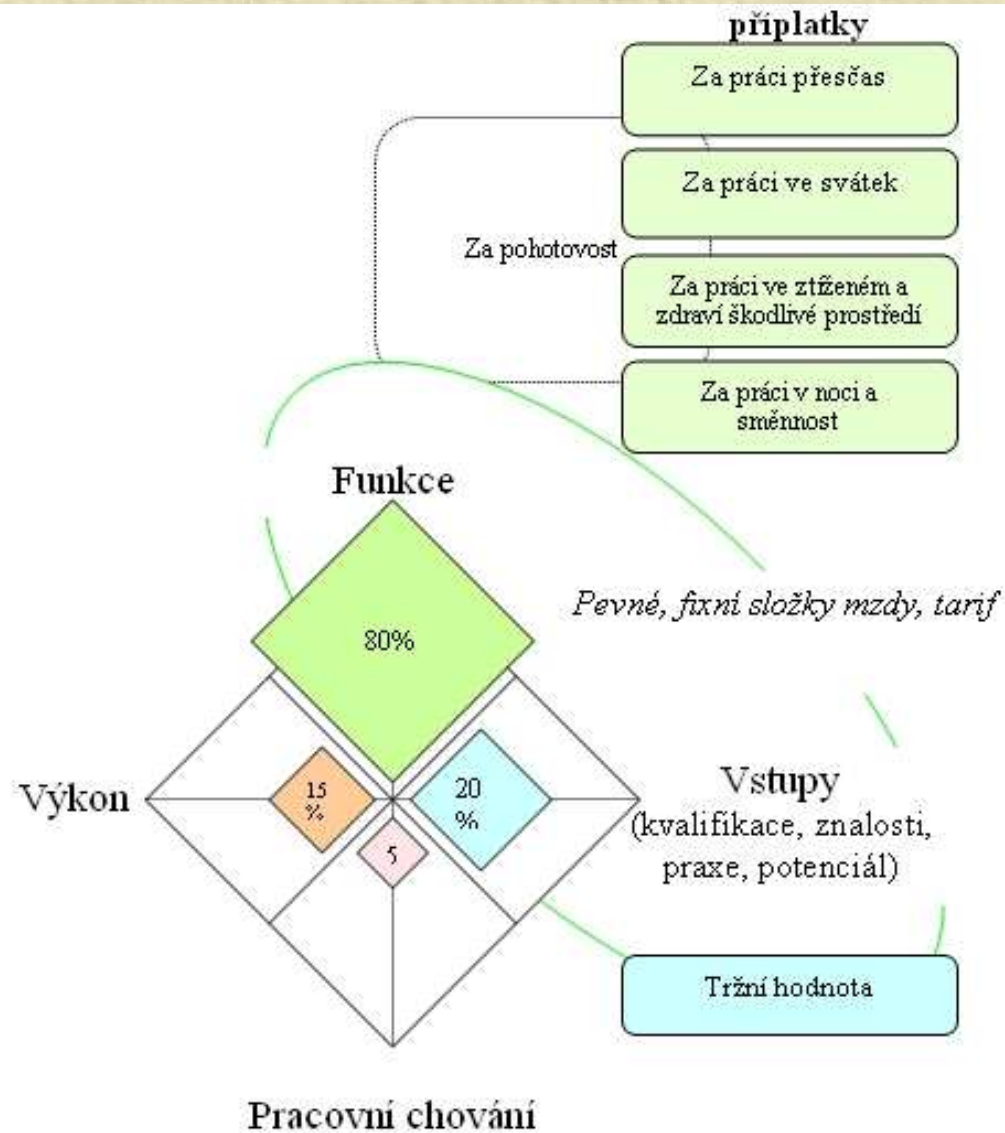 příplatky
Za práci přesčas
Za práci ve svátek
Za pohotovost
Za práci ve ztíženém a
zdraví škodlivé prostředí
Za práci v noci a
směnnost
Funkce
80%
Pevné, fixní složky mzdy, tarif
Výkon
15
%
20
%
5
Vstupy
(kvalifikace, znalosti,
praxe, potenciál)
Tržní hodnota
Pracovní chování